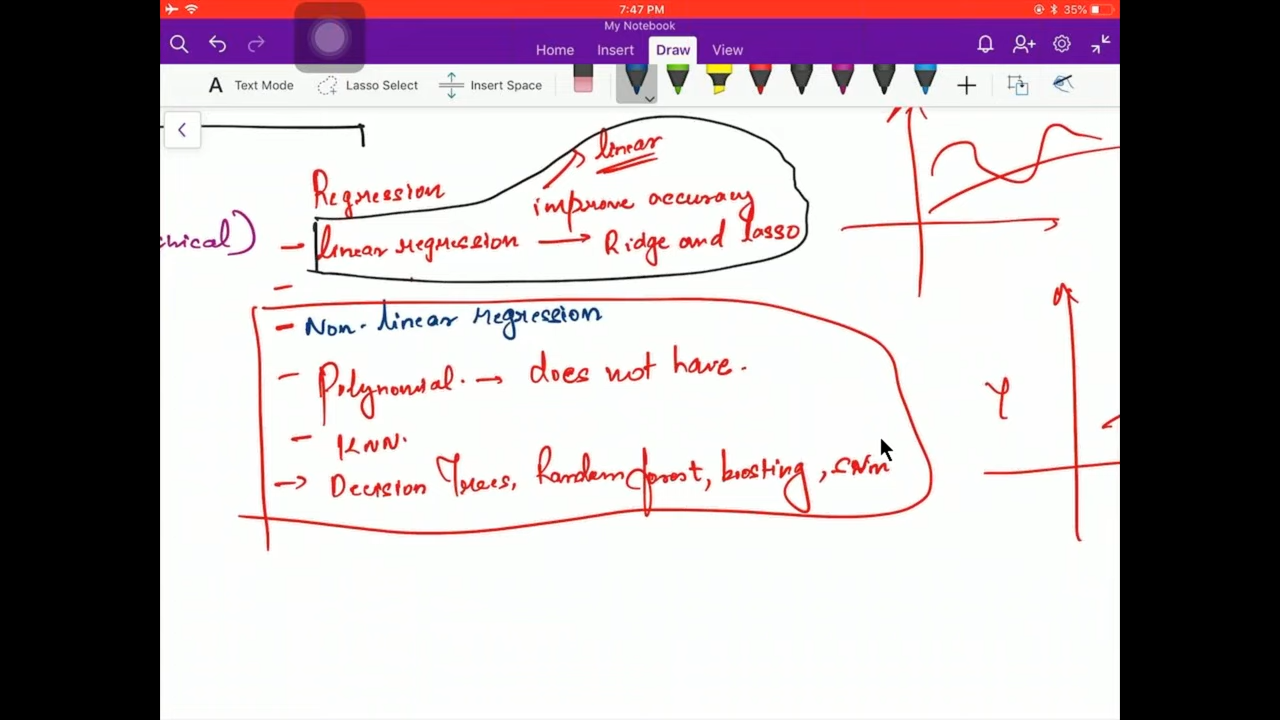 7:47 PM
35%
My Notebook
Home Insert Draw View
A Text Mode Lasso Select Insert Space
linear
Regression
improve accuracy
chical) - linear regression → Ridge and lasso
-
- Non-linear regression
- Polynomial. → does not have.
- KNN.
Y
→ Decision Trees, Random forest, boosting,